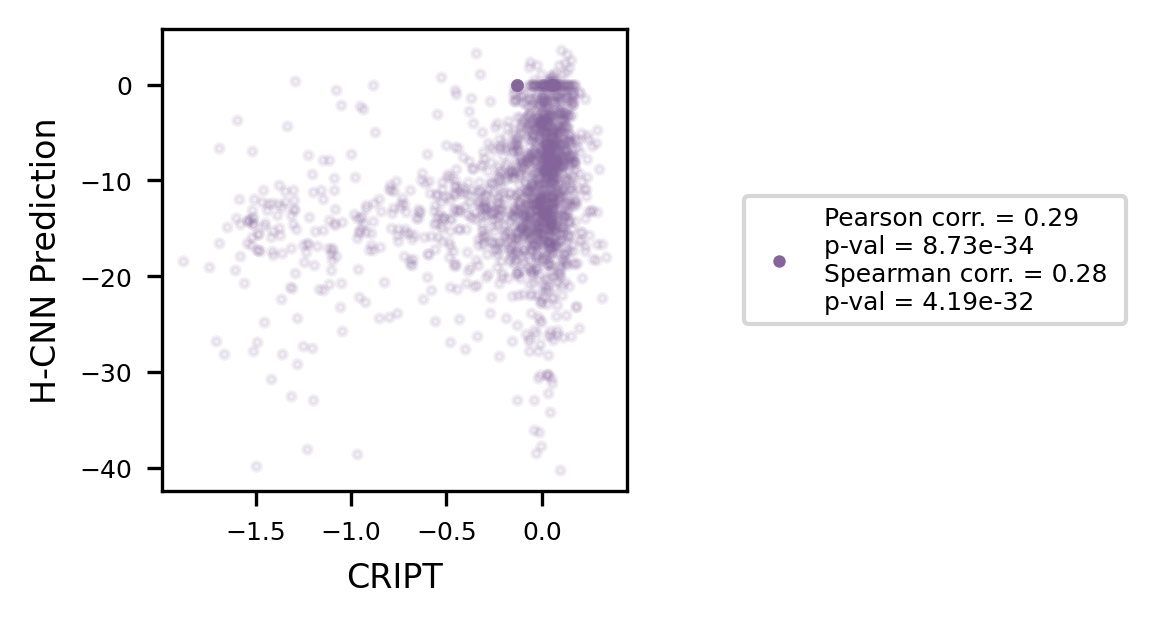 H-CNN Prediction
0
−10
−20
−30
−40
−1.5
−1.0
−0.5
0.0
CRIPT
Pearson corr. = 0.29
p-val = 8.73e-34
Spearman corr. = 0.28
p-val = 4.19e-32